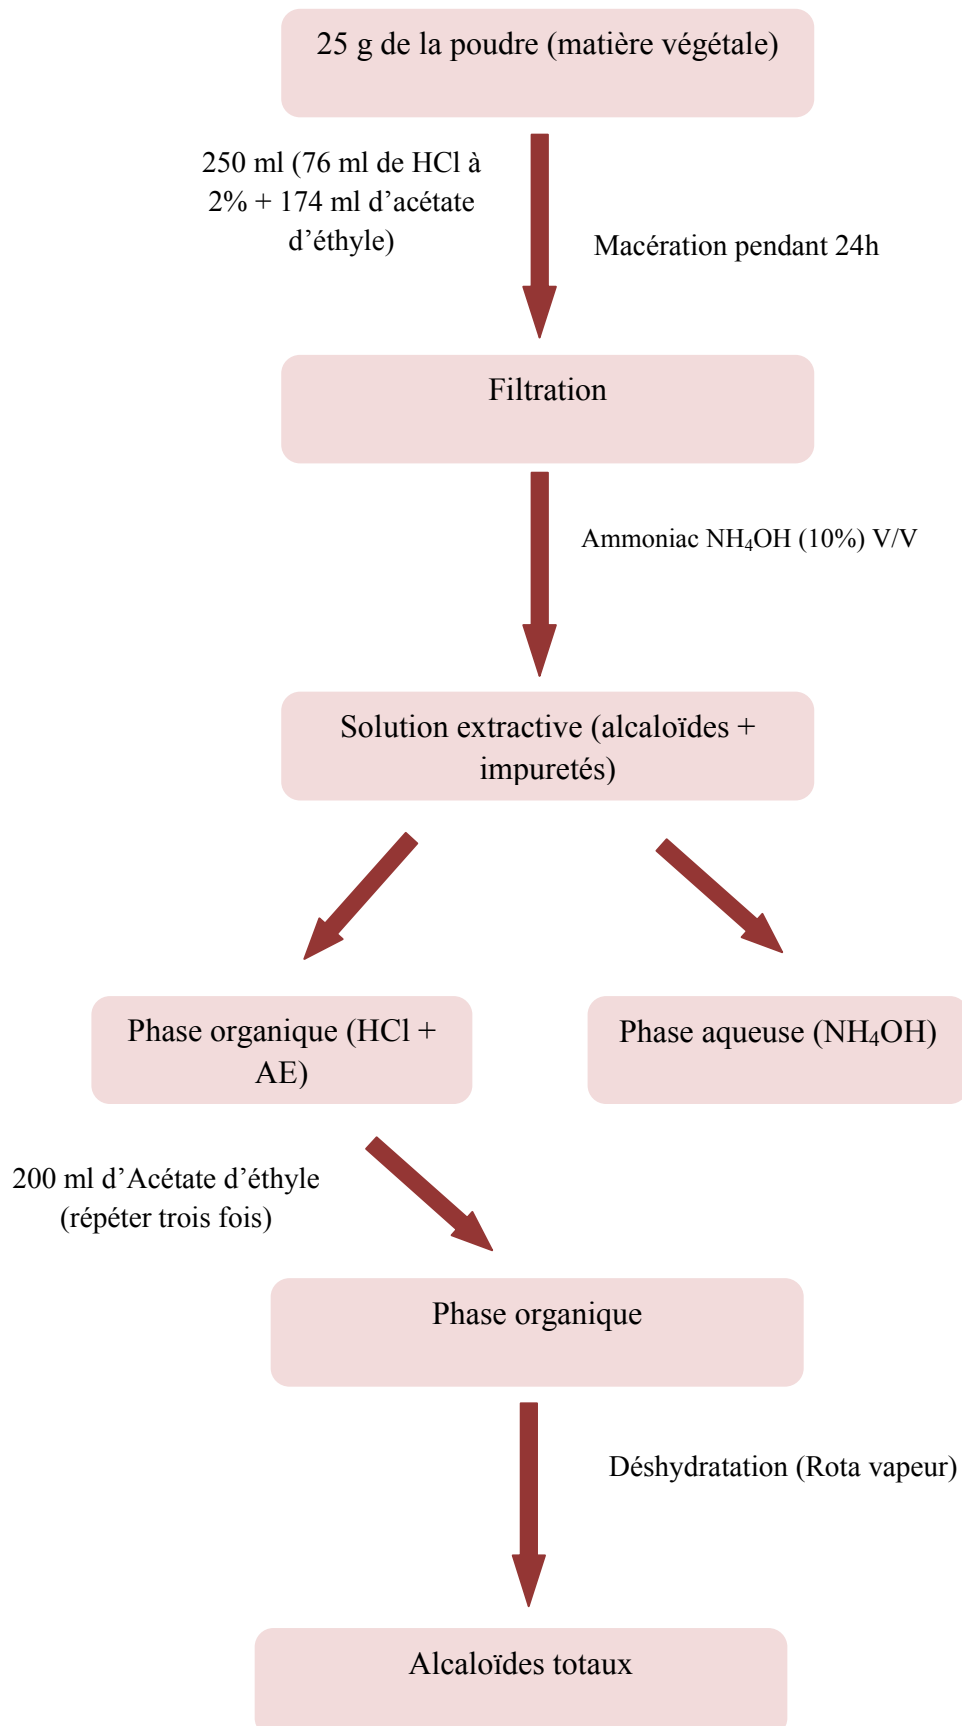 25 g de la poudre (matière végétale)
250 ml (76 ml de HCl à
2% + 174 ml d’acétate
d’éthyle)
Macération pendant 24h
Filtration
Ammoniac NH₄OH (10%) V/V
Solution extractive (alcaloïdes +
impuretés)
Phase organique (HCl +
AE)
Phase aqueuse (NH₄OH)
200 ml d’Acétate d’éthyle
(répéter trois fois)
Phase organique
Déshydratation (Rota vapeur)
Alcaloïdes totaux